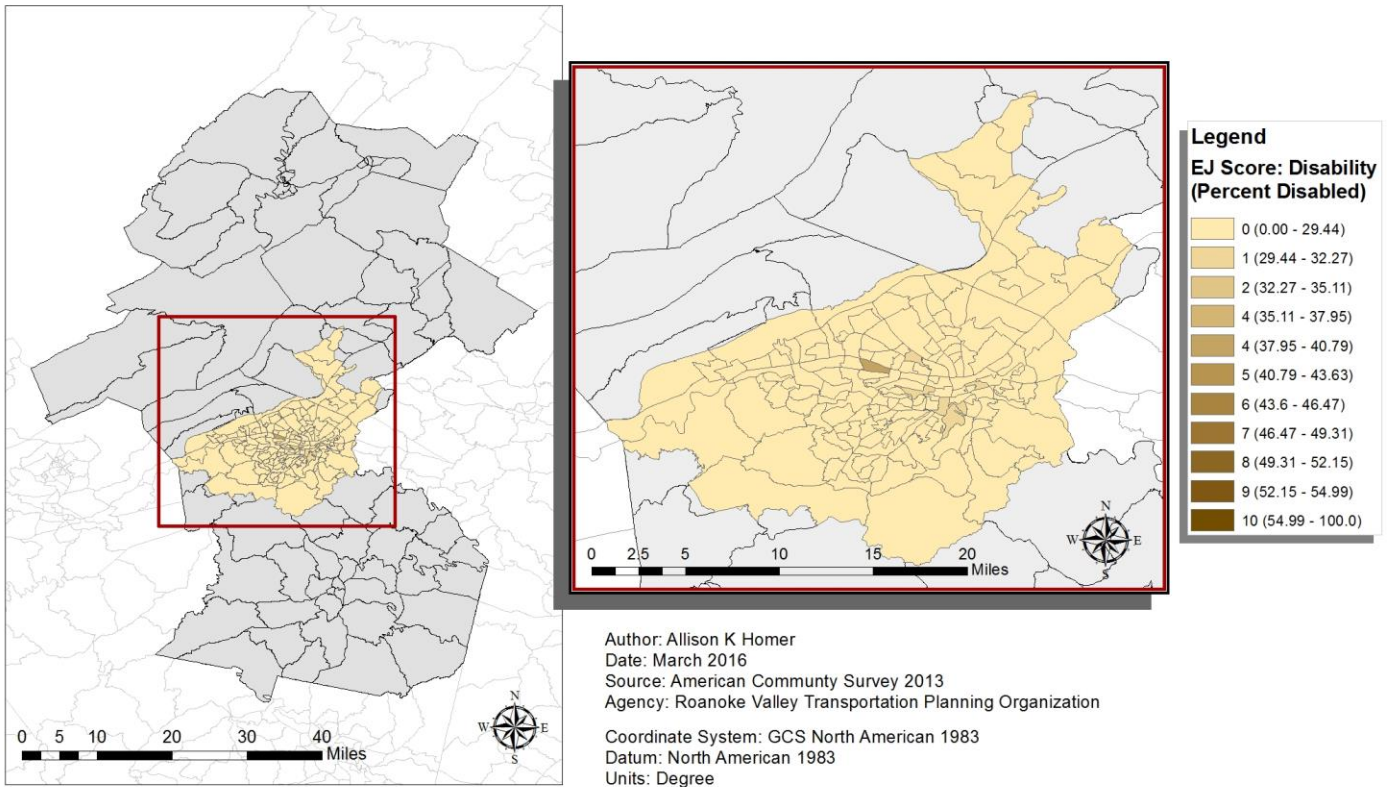 Legend
EJ Score: Disability
(Percent Disabled)
0 (0.00 - 29.44)
1 (29.44 - 32.27)
2 (32.27 - 35.11)
4 (35.11 - 37.95)
4 (37.95 - 40.79)
5 (40.79 - 43.63)
6 (43.6 - 46.47)
7 (46.47 - 49.31)
8 (49.31 - 52.15)
9 (52.15 - 54.99)
10 (54.99 - 100.0)
N
W E
S
0 2.5 5 10 15 20
Miles
N
W E
S
0 5 10 20 30 40
Miles
Author: Allison K Homer
Date: March 2016
Source: American Communty Survey 2013
Agency: Roanoke Valley Transportation Planning Organization
Coordinate System: GCS North American 1983
Datum: North American 1983
Units: Degree